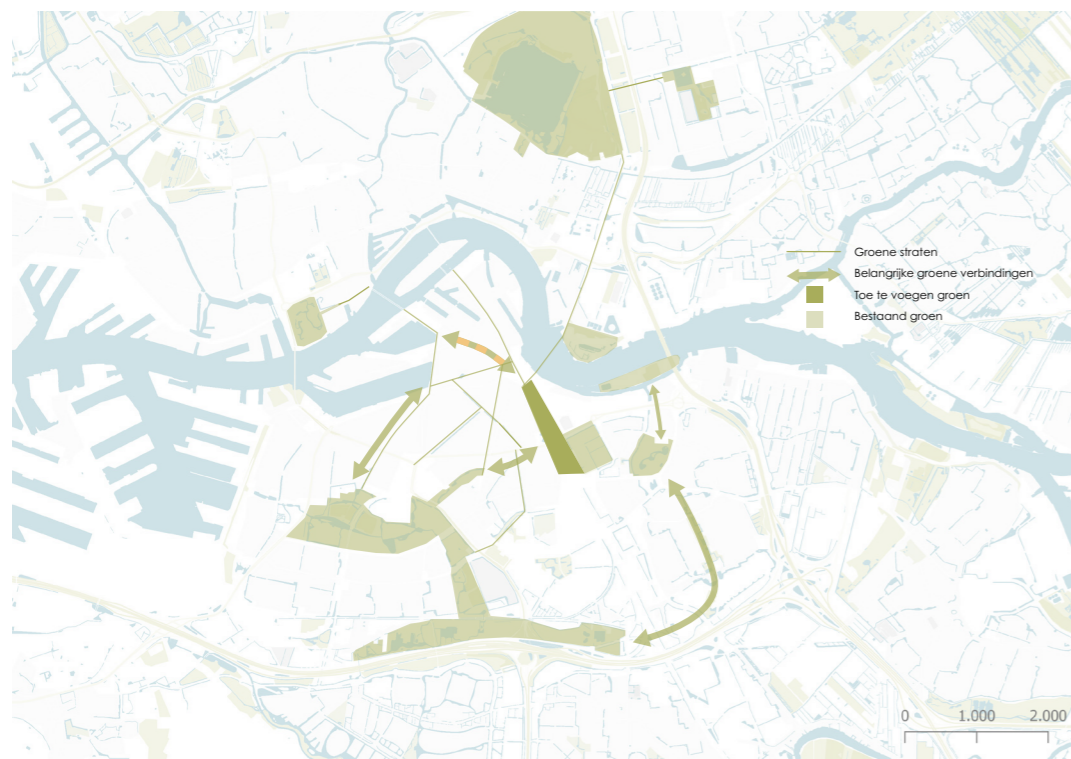 Groene straten
Belangrijke groene verbindingen
Toe te voegen groen
Bestaand groen
0 1.000 2.000